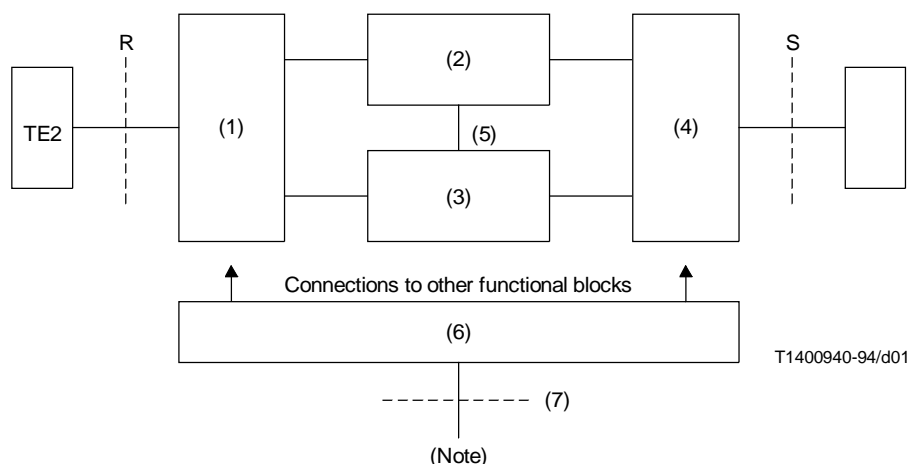 R
S
(2)
TE2
(1)
(5)
(4)
(3)
Connections to other functional blocks
(6)
T1400940-94/d01
(7)
(Note)